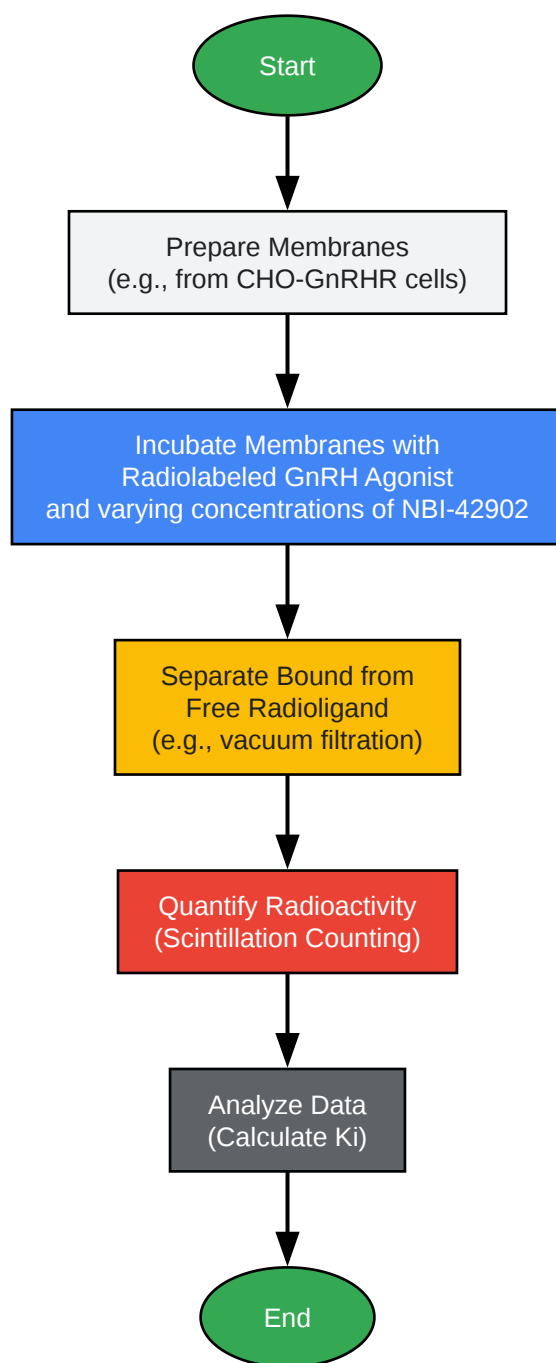 Start
Prepare Membranes
(e.g., from CHO-GnRHR cells)
Incubate Membranes with
Radiolabeled GnRH Agonist
and varying concentrations of NBI-42902
Separate Bound from
Free Radioligand
(e.g., vacuum filtration)
Quantify Radioactivity
(Scintillation Counting)
Analyze Data
(Calculate Ki)
End